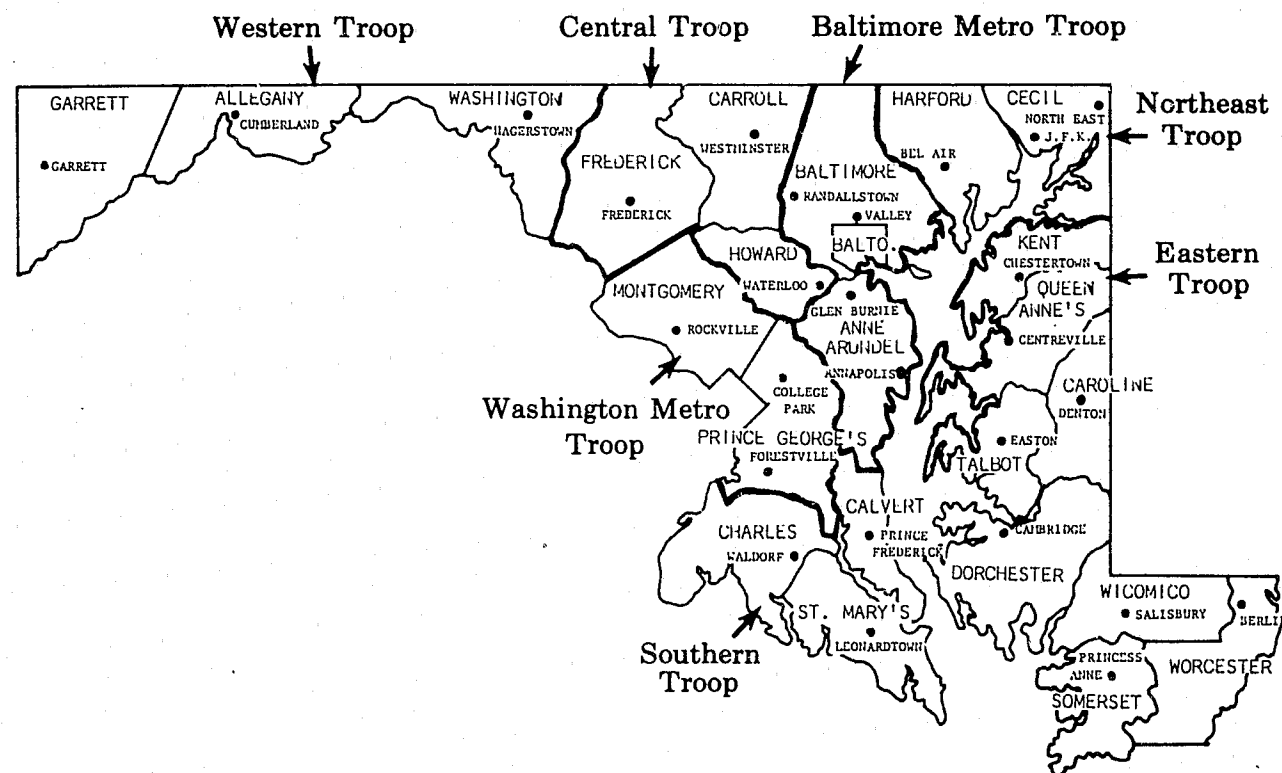 Western Troop
Central Troop
Baltimore Metro Troop
GARRETT
ALLEGANY
CUMBERLAND
GARRETT
WASHINGTON
HAGERSTOWN
FREDERICK
FREDERICK
CARROLL
WESTMINSTER
BALTIMORE
RANDALLSTOWN
VALLEY
BALTO.
HARFORD
BEL AIR
CECIL
NORTH EAST
J.F.K.
Northeast
Troop
KENT
CHESTERTOWN
Eastern
Troop
QUEEN
ANNE'S
CENTREVILLE
HOWARD
WATERLOO
MONTGOMERY
ROCKVILLE
GLEN BURNIE
ANNE
ARUNDEL
ANNAPOLIS
Washington Metro
Troop
COLLEGE
PARK
PRINCE GEORGE'S
FORESTVILLE
CAROLINE
DENTON
EASTON
TALBOT
CALVERT
PRINCE
FREDERICK
CHARLES
WALDORF
CAMBRIDGE
DORCHESTER
ST. MARY'S
LEONARDTOWN
Southern
Troop
WICOMICO
SALISBURY
BERLIN
PRINCESS
ANNE
SOMERSET
WORCESTER